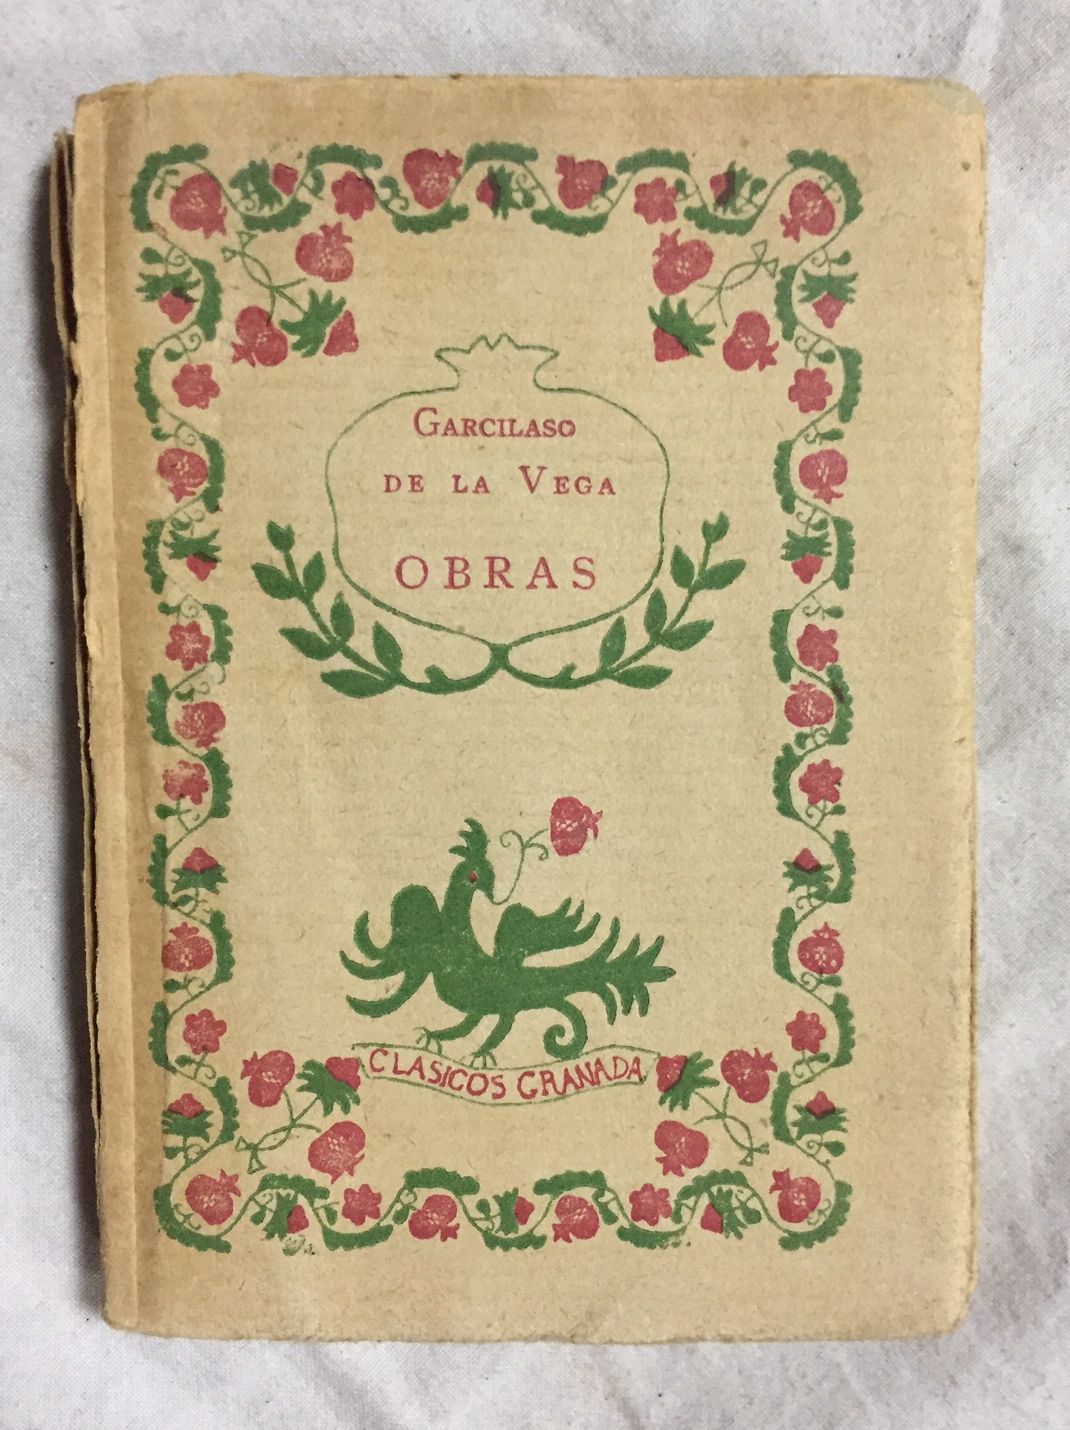 Garcilaso
de la Vega
OBRAS
CLASICOS GRANADA